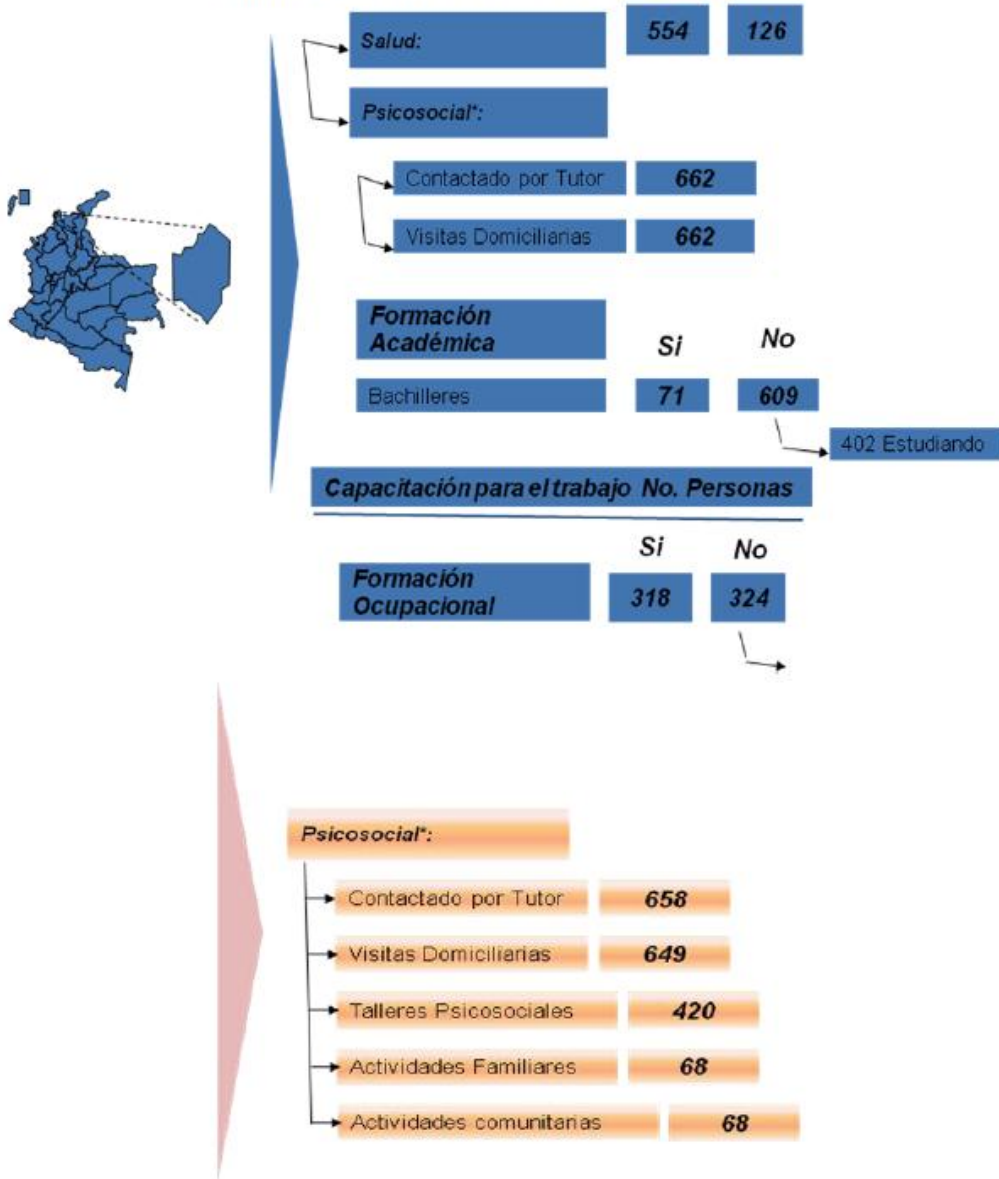 Salud: 554 126
Psicosocial*:
Contactado por Tutor 662
Visitas Domiciliarias 662
Formación
Académica
Si No
Bachilleres 71 609
402 Estudiando
Capacitación para el trabajo No. Personas
Si No
Formación
Ocupacional
318 324
Psicosocial*:
Contactado por Tutor 658
Visitas Domiciliarias 649
Talleres Psicosociales 420
Actividades Familiares 68
Actividades comunitarias 68